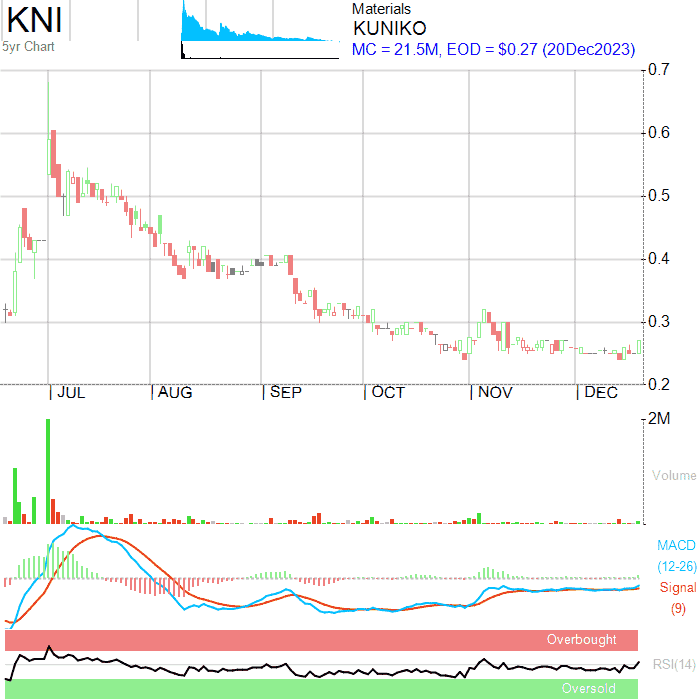 KNI
5yr Chart
Materials
KUNIKO
MC = 21.5M, EOD = $0.27 (20Dec2023)
0.7
0.6
0.5
0.4
0.3
0.2
JUL
AUG
SEP
OCT
NOV
DEC
2M
Volume
MACD
(12-26)
Signal
(9)
Overbought
RSI(14)
Oversold